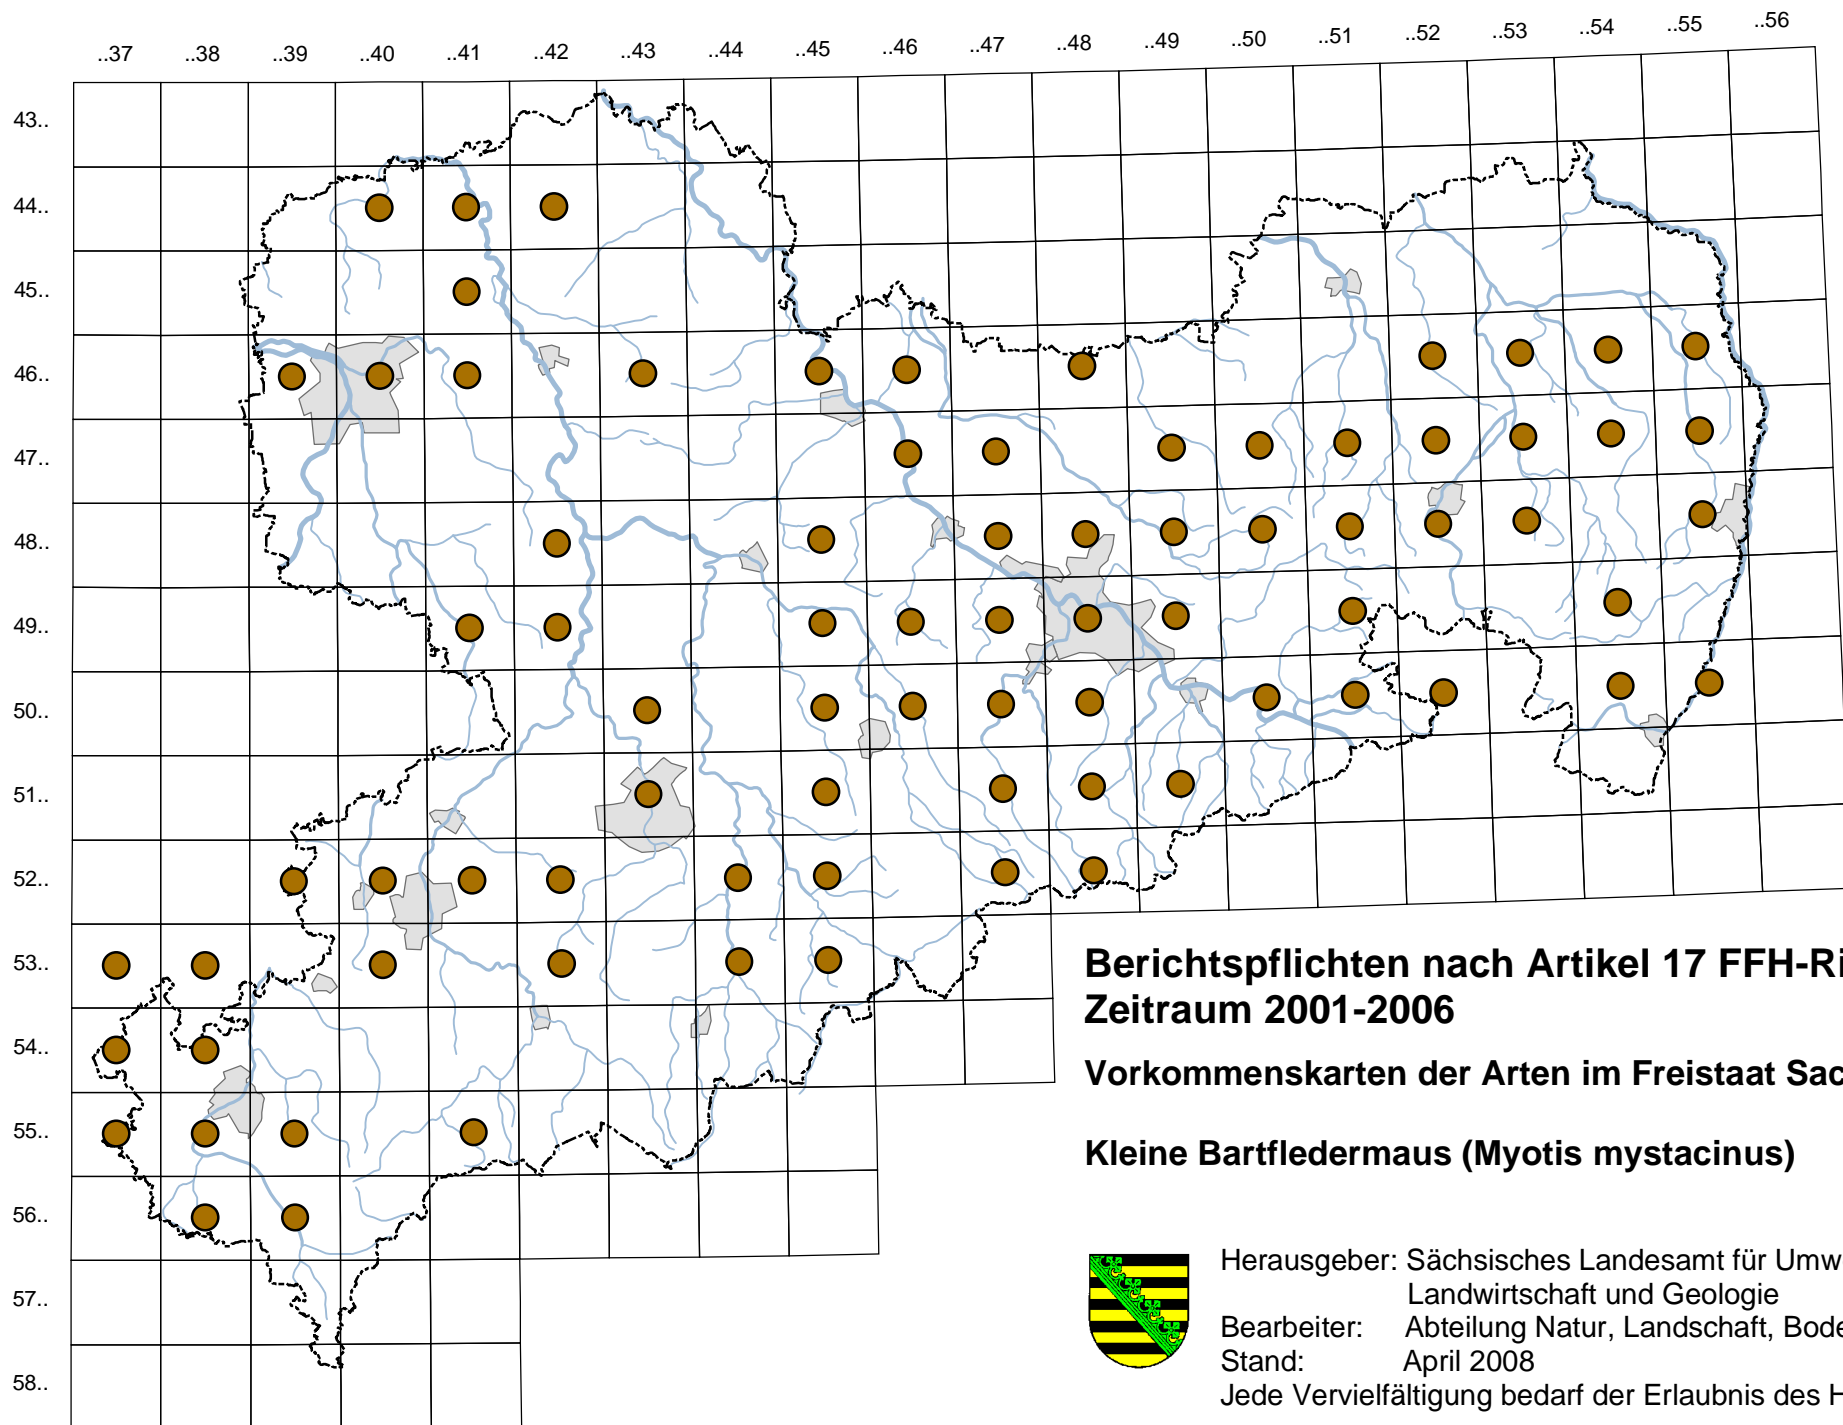 ..37 ..38 ..39 ..40 ..41 ..42 ..43 ..44 ..45 ..46 ..47 ..48 ..49 ..50 ..51 ..52 ..53 ..54 ..55 ..56
43..
44..
45..
46..
47..
48..
49..
50..
51..
52..
53..
54..
55..
56..
57..
58..
Berichtspflichten nach Artikel 17 FFH-Ri
Zeitraum 2001-2006
Vorkommenskarten der Arten im Freistaat Sac
Kleine Bartfledermaus (Myotis mystacinus)
Herausgeber: Sächsisches Landesamt für Umw
Landwirtschaft und Geologie
Bearbeiter: Abteilung Natur, Landschaft, Bode
Stand: April 2008
Jede Vervielfältigung bedarf der Erlaubnis des H